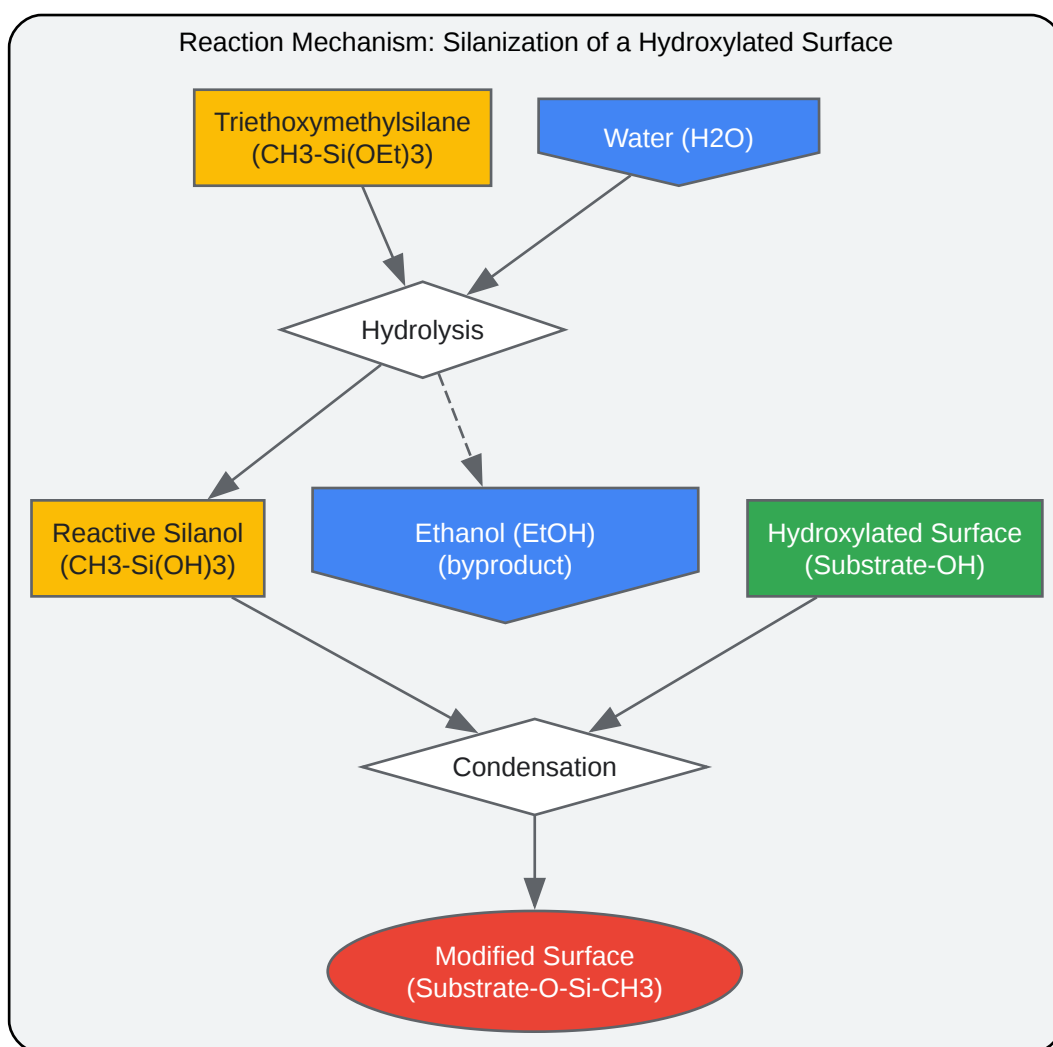 Reaction Mechanism: Silanization of a Hydroxylated Surface
Triethoxymethylsilane
(CH3-Si(OEt)3)
Water (H2O)
Hydrolysis
Reactive Silanol
(CH3-Si(OH)3)
Ethanol (EtOH)
(byproduct)
Hydroxylated Surface
(Substrate-OH)
Condensation
Modified Surface
(Substrate-O-Si-CH3)